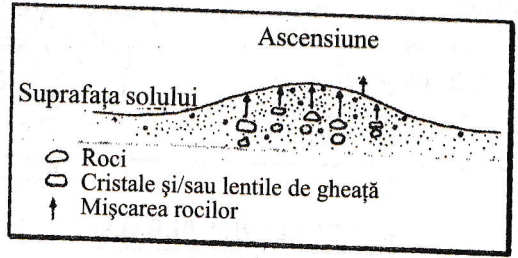 Ascensiune
Suprafața solului
Roci
Cristale şi/sau lentile de gheață
Mişcarea rocilor